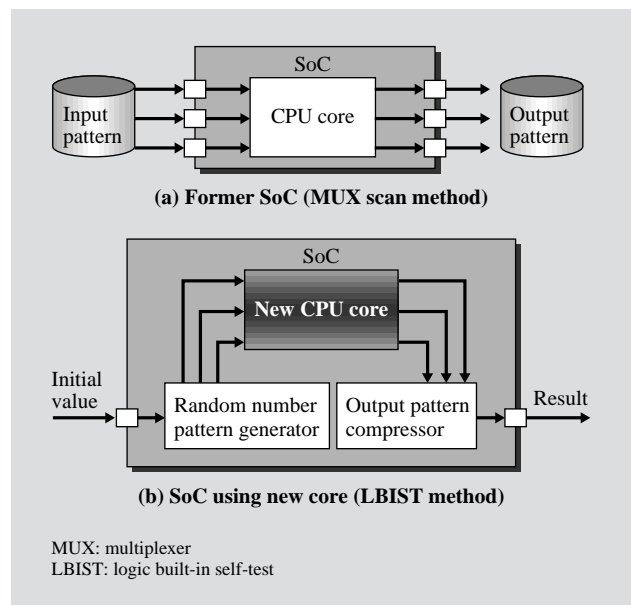 SoC
Input
pattern
CPU core
Output
pattern
(a) Former SoC (MUX scan method)
SoC
New CPU core
Initial
value
Random number
pattern generator
Output pattern
compressor
Result
(b) SoC using new core (LBIST method)
MUX: multiplexer
LBIST: logic built-in self-test